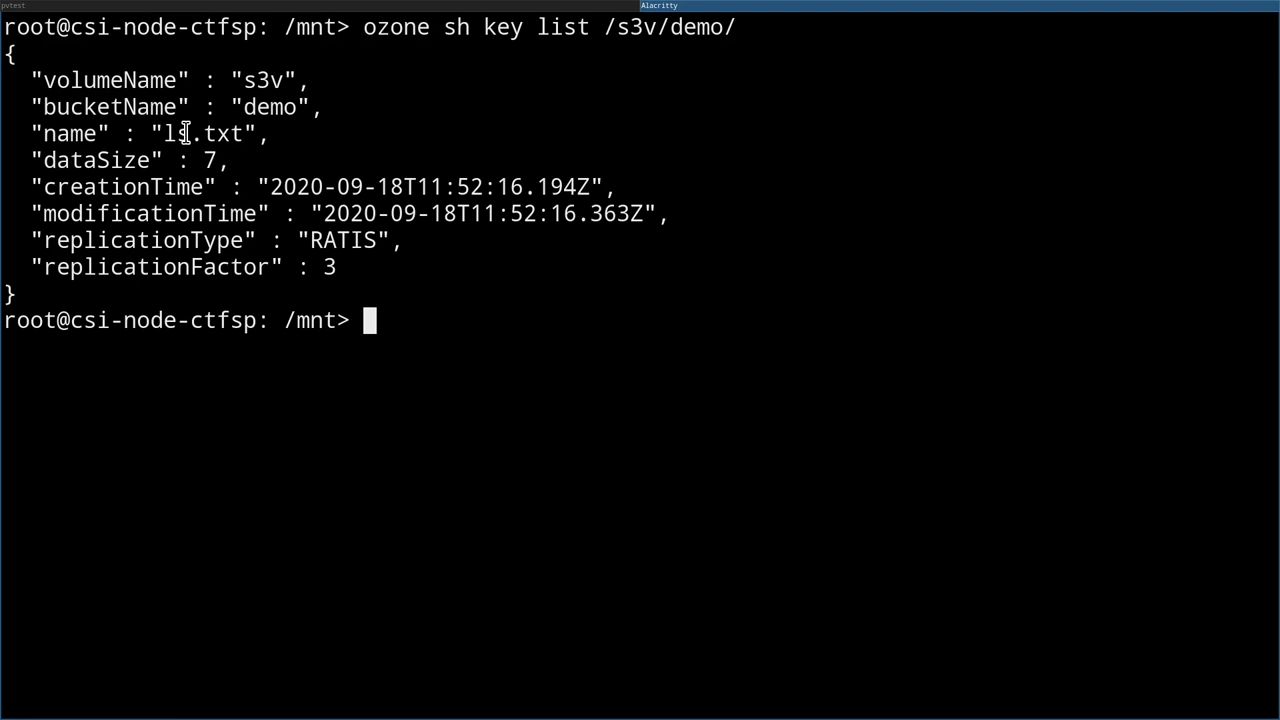 pvtest
Alacritty
root@csi-node-ctfsp: /mnt> ozone sh key list /s3v/demo/
{
  "volumeName" : "s3v",
  "bucketName" : "demo",
  "name" : "ls.txt",
  "dataSize" : 7,
  "creationTime" : "2020-09-18T11:52:16.194Z",
  "modificationTime" : "2020-09-18T11:52:16.363Z",
  "replicationType" : "RATIS",
  "replicationFactor" : 3
}
root@csi-node-ctfsp: /mnt>